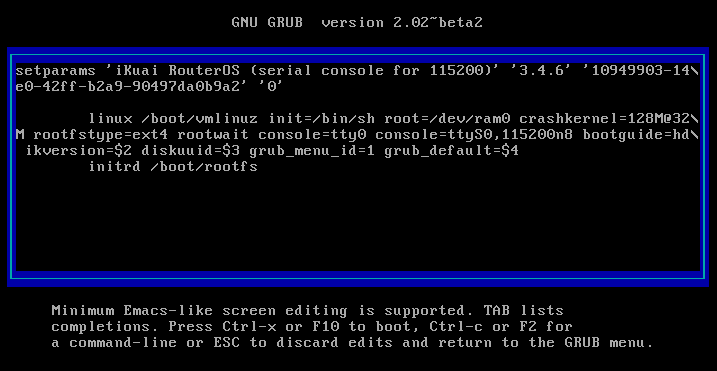 GNU GRUB  version 2.02~beta2
setparams 'iKuai RouterOS (serial console for 115200)' '3.4.6' '10949903-14\
e0-42ff-b2a9-90497da0b9a2' '0'
linux /boot/vmlinuz init=/bin/sh root=/dev/ram0 crashkernel=128M@32\
M rootfstype=ext4 rootwait console=tty0 console=ttyS0,115200n8 bootguide=hd\
ikversion=$2 diskuuid=$3 grub_menu_id=1 grub_default=$4
initrd /boot/rootfs
Minimum Emacs-like screen editing is supported. TAB lists
completions. Press Ctrl-x or F10 to boot, Ctrl-c or F2 for
a command-line or ESC to discard edits and return to the GRUB menu.